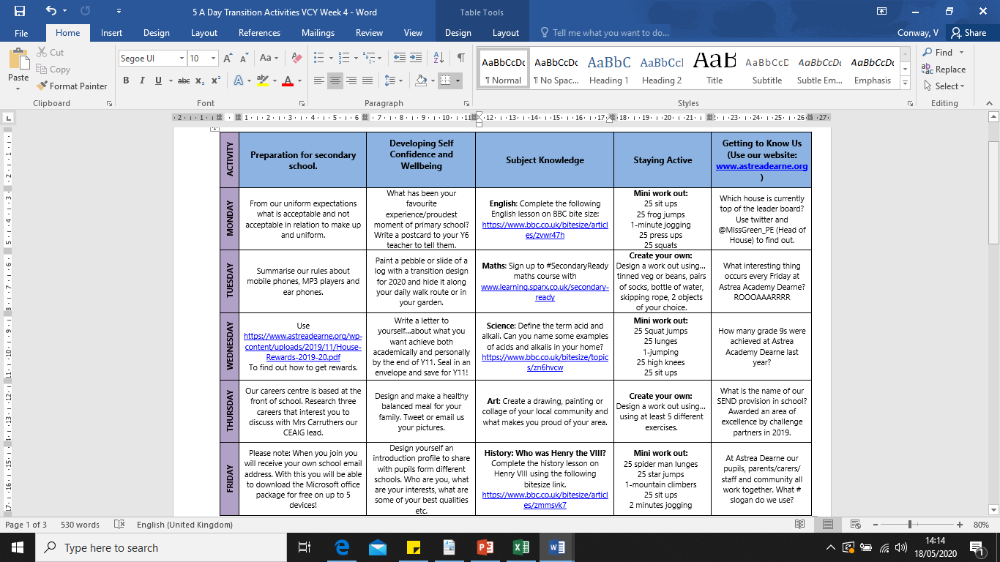 5 A Day Transition Activities VCY Week 4 - Word
Table Tools
File
Home
Insert
Design
Layout
References
Mailings
Review
View
Design
Layout
Tell me what you want to do...
Conway, V
Share
Paste
Cut
Copy
Format Painter
Clipboard
Segoe UI
10
Font
Paragraph
AaBbCcDc
¶ Normal
AaBbCcDc
¶ No Spac...
AaBbC
Heading 1
AaBbCcI
Heading 2
AaB
Title
AaBbCcD
Subtitle
AaBbCcDc
Subtle Em...
AaBbCcDc
Emphasis
Styles
Find
Replace
Select
Editing
ACTIVITY
Preparation for secondary
school.
Developing Self
Confidence and
Wellbeing
Subject Knowledge
Staying Active
Getting to Know Us
(Use our website:
www.astreadearne.org
)
MONDAY
From our uniform expectations
what is acceptable and not
acceptable in relation to make up
and uniform.
What has been your
favourite
experience/proudest
moment of primary school?
Write a postcard to your Y6
teacher to tell them.
English: Complete the following
English lesson on BBC bite size:
https://www.bbc.co.uk/bitesize/articl
es/zvwr47h
Mini work out:
25 sit ups
25 frog jumps
1-minute jogging
25 press ups
25 squats
Which house is currently
top of the leader board?
Use twitter and
@MissGreen_PE (Head of
House) to find out.
TUESDAY
Summarise our rules about
mobile phones, MP3 players and
ear phones.
Paint a pebble or slide of a
log with a transition design
for 2020 and hide it along
your daily walk route or in
your garden.
Maths: Sign up to #SecondaryReady
maths course with
www.learning.sparx.co.uk/secondary-
ready
Create your own:
Design a work out using...
tinned veg or beans, pairs
of socks, bottle of water,
skipping rope, 2 objects
of your choice.
What interesting thing
occurs every Friday at
Astrea Academy Dearne?
ROOOAAARRRR
WEDNESDAY
Use
https://www.astreadearne.org/wp-
content/uploads/2019/11/House-
Rewards-2019-20.pdf
To find out how to get rewards.
Write a letter to
yourself...about what you
want achieve both
academically and personally
by the end of Y11. Seal in an
envelope and save for Y11!
Science: Define the term acid and
alkali. Can you name some examples
of acids and alkalis in your home?
https://www.bbc.co.uk/bitesize/topic
s/zn6hvcw
Mini work out:
25 Squat jumps
25 lunges
1-jumping
25 high knees
25 sit ups
How many grade 9s were
achieved at Astrea
Academy Dearne last
year?
THURSDAY
Our careers centre is based at the
front of school. Research three
careers that interest you to
discuss with Mrs Carruthers our
CEAIG lead.
Design and make a healthy
balanced meal for your
family. Tweet or email us
your pictures.
Art: Create a drawing, painting or
collage of your local community and
what makes you proud of your area.
Create your own:
Design a work out using...
using at least 5 different
exercises.
What is the name of our
SEND provision in school?
Awarded an area of
excellence by challenge
partners in 2019.
FRIDAY
Please note: When you join you
will receive your own school email
address. With this you will be able
to download the Microsoft office
package for free on up to 5
devices!
Design yourself an
introduction profile to share
with pupils form different
schools. Who are you, what
are your interests, what are
some of your best qualities
etc.
History: Who was Henry the VIII?
Complete the history lesson on
Henry VIII using the following
bitesize link.
https://www.bbc.co.uk/bitesize/articl
es/zmmsvk7
Mini work out:
25 spider man lunges
25 star jumps
1-mountain climbers
25 sit ups
2 minutes jogging
At Astrea Dearne our
pupils, parents/carers/
staff and community all
work together. What #
slogan do we use?
Page 1 of 3
530 words
English (United Kingdom)
80%
Type here to search
14:14
18/05/2020